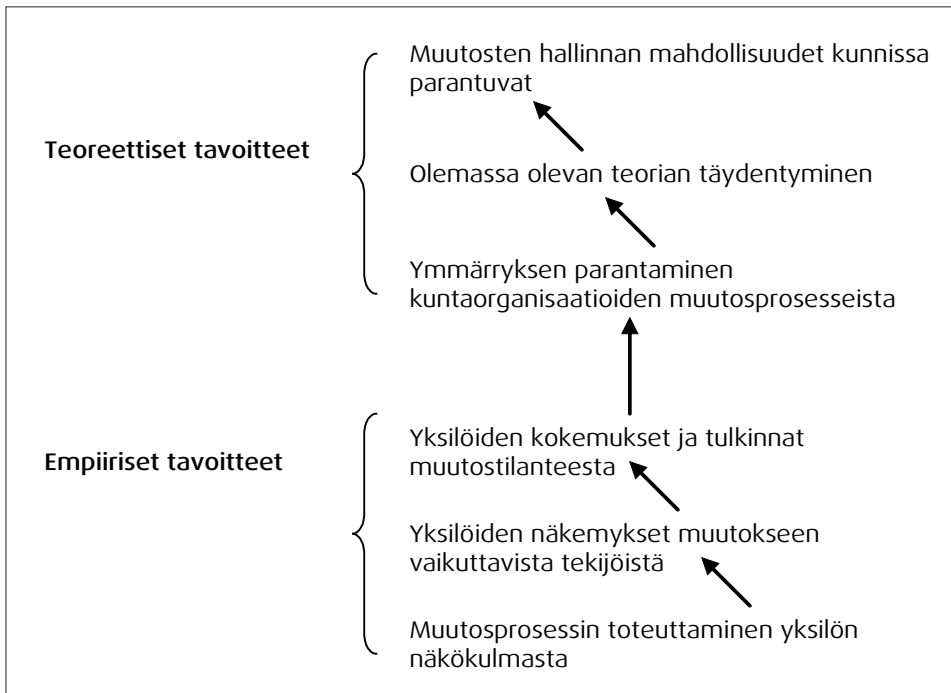 Muutosten hallinnan mahdollisuudet kunnissa
parantuvat
Teoreettiset tavoitteet
Olemassa olevan teorian täydentyminen
Ymmärryksen parantaminen
kuntaorganisaatioiden muutosprosesseista
Yksilöiden kokemukset ja tulkinnat
muutostilanteesta
Empiiriset tavoitteet
Yksilöiden näkemykset muutokseen
vaikuttavista tekijöistä
Muutosprosessin toteuttaminen yksilön
näkökulmasta